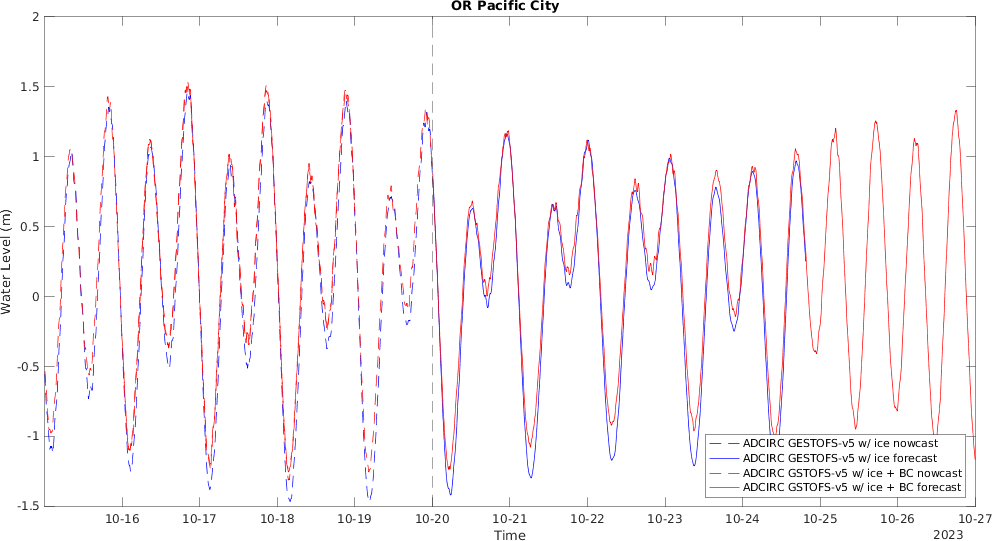 OR Pacific City
2
1.5
1
0.5
0
-0.5
-1
-1.5
Water Level (m)
10-16 10-17 10-18 10-19 10-20 10-21 10-22 10-23 10-24 10-25 10-26 10-27
Time
2023
ADCIRC GESTOFS-v5 w/ ice nowcast
ADCIRC GESTOFS-v5 w/ ice forecast
ADCIRC GSTOFS-v5 w/ ice + BC nowcast
ADCIRC GSTOFS-v5 w/ ice + BC forecast